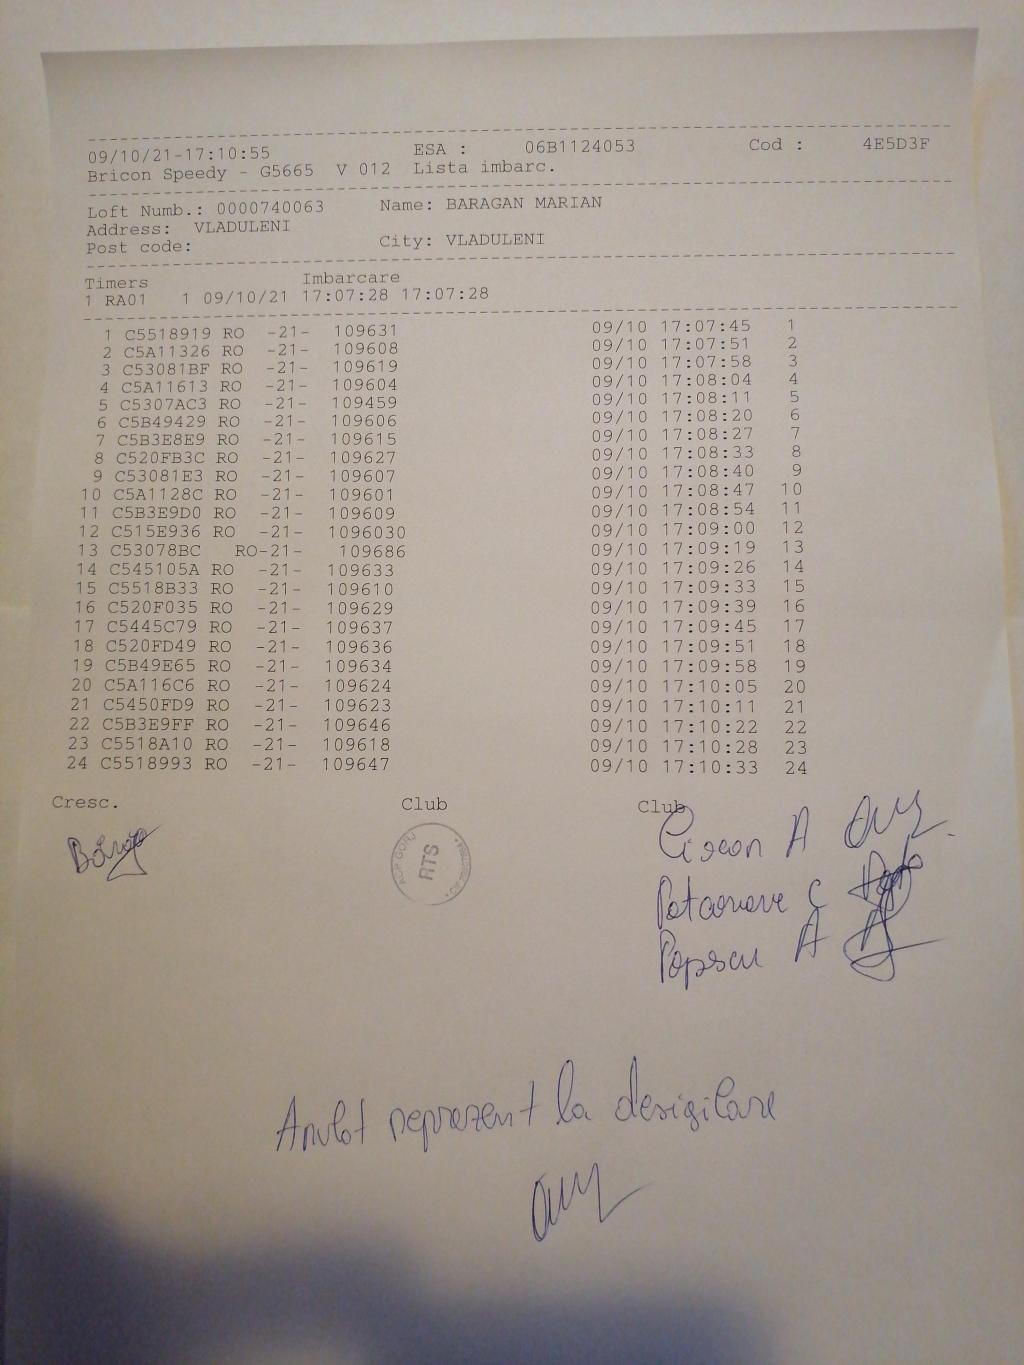 09/10/21-17:10:55 ESA : 06B1124053 Cod : 4E5D3F
Bricon Speedy - G5665 V 012 Lista imbarc.
Loft Numb.: 0000740063 Name: BARAGAN MARIAN
Address: VLADULENI
Post code: City: VLADULENI
Timers Imbarcare
1 RA01 1 09/10/21 17:07:28 17:07:28
1 C5518919 RO -21- 109631 09/10 17:07:45 1
2 C5A11326 RO -21- 109608 09/10 17:07:51 2
3 C53081BF RO -21- 109619 09/10 17:07:58 3
4 C5A11613 RO -21- 109604 09/10 17:08:04 4
5 C5307AC3 RO -21- 109459 09/10 17:08:11 5
6 C5B49429 RO -21- 109606 09/10 17:08:20 6
7 C5B3E8E9 RO -21- 109615 09/10 17:08:27 7
8 C520FB3C RO -21- 109627 09/10 17:08:33 8
9 C53081E3 RO -21- 109607 09/10 17:08:40 9
10 C5A1128C RO -21- 109601 09/10 17:08:47 10
11 C5B3E9D0 RO -21- 109609 09/10 17:08:54 11
12 C515E936 RO -21- 1096030 09/10 17:09:00 12
13 C53078BC RO-21- 109686 09/10 17:09:19 13
14 C545105A RO -21- 109633 09/10 17:09:26 14
15 C5518B33 RO -21- 109610 09/10 17:09:33 15
16 C520F035 RO -21- 109629 09/10 17:09:39 16
17 C5445C79 RO -21- 109637 09/10 17:09:45 17
18 C520FD49 RO -21- 109636 09/10 17:09:51 18
19 C5B49E65 RO -21- 109634 09/10 17:09:58 19
20 C5A116C6 RO -21- 109624 09/10 17:10:05 20
21 C5450FD9 RO -21- 109623 09/10 17:10:11 21
22 C5B3E9FF RO -21- 109646 09/10 17:10:22 22
23 C5518A10 RO -21- 109618 09/10 17:10:28 23
24 C5518993 RO -21- 109647 09/10 17:10:33 24
Cresc. Club Club
RTS
A
C
Popescu A
la desigilare